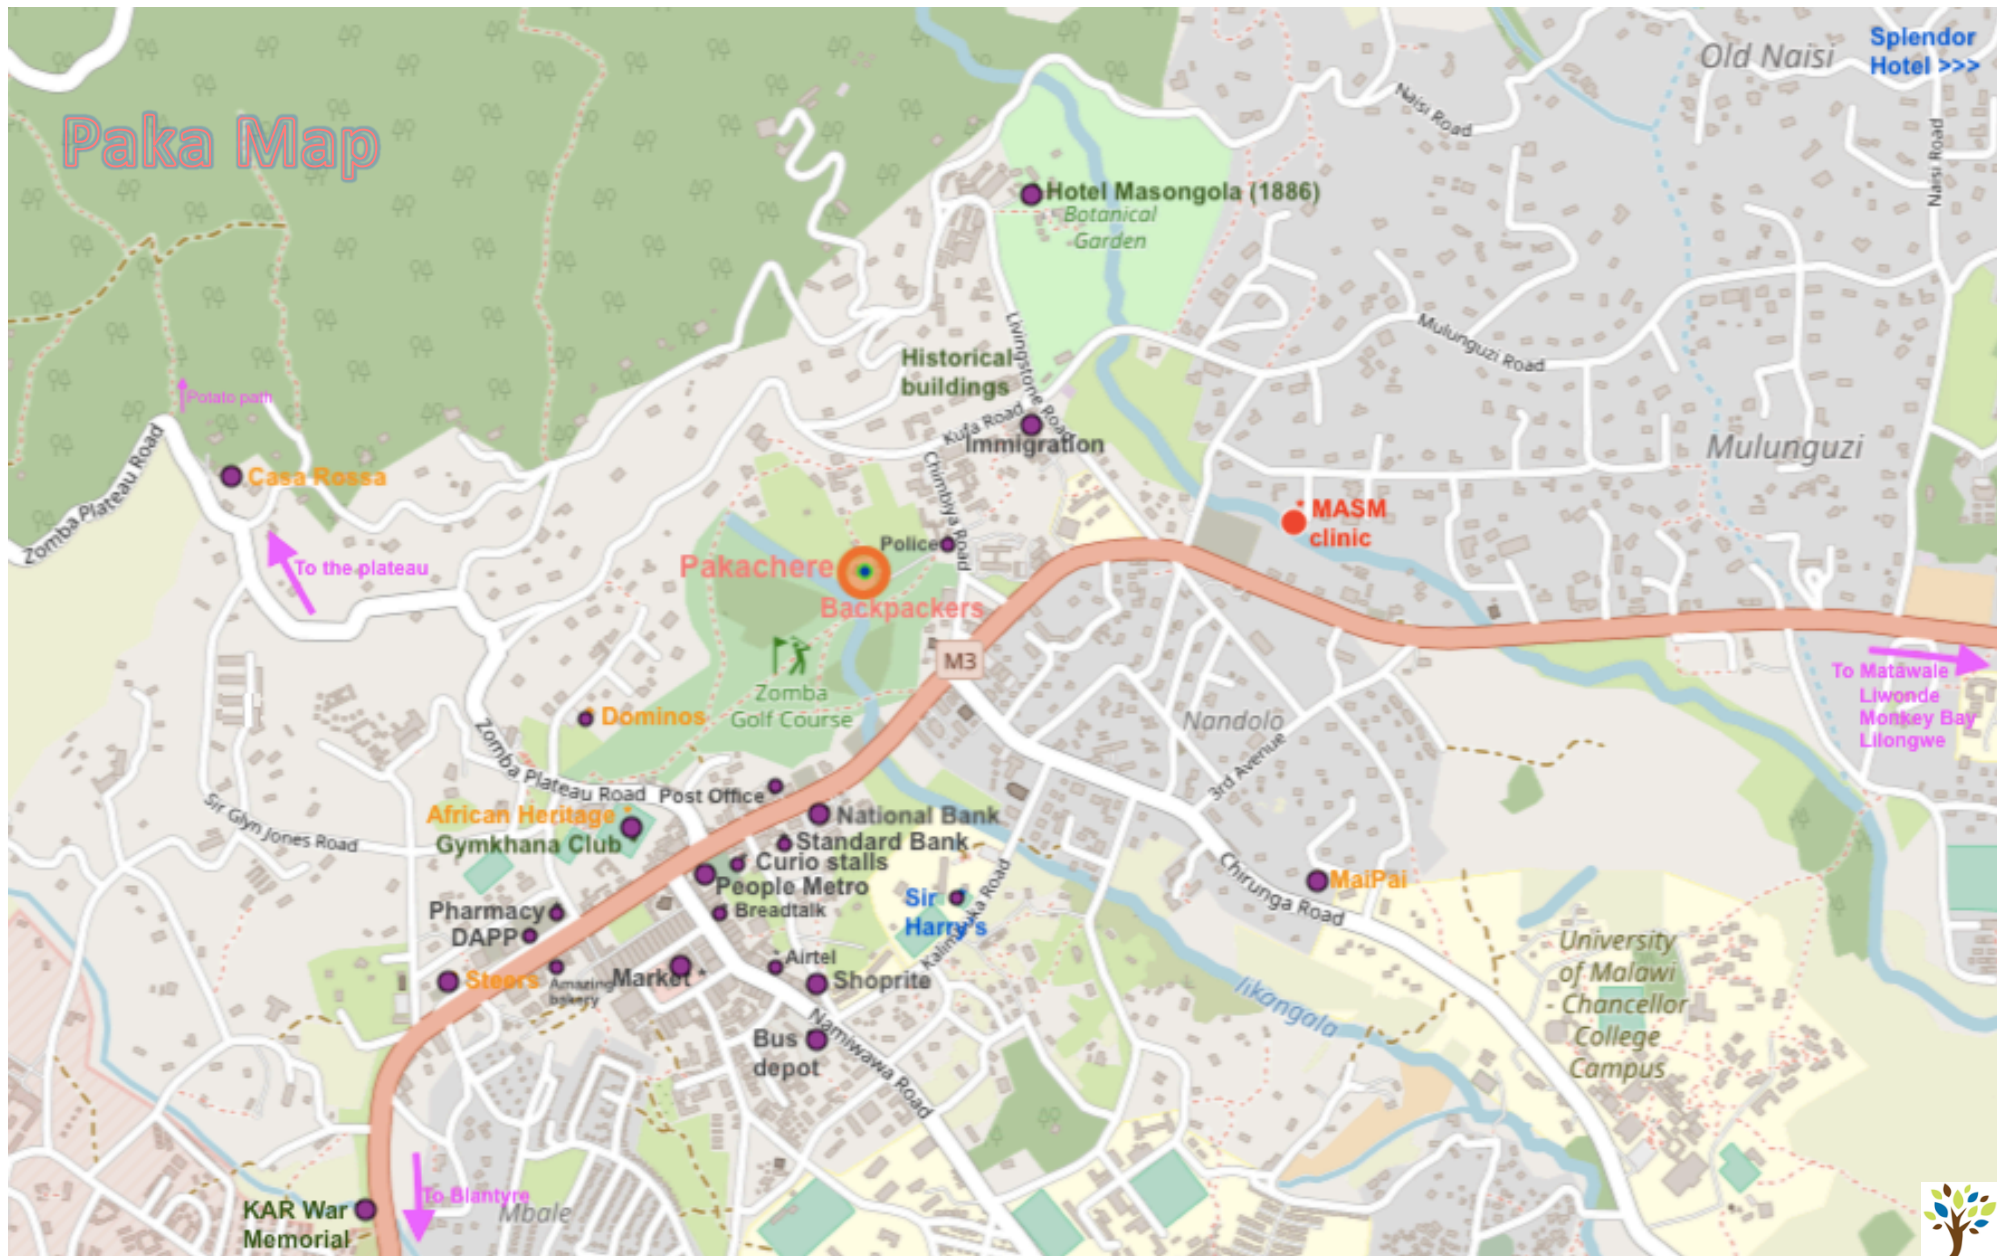 Paka Map
Old Naisi
Splendor
Hotel >>>
Naisi Road
Naisi Road
Hotel Masongola (1886)
Botanical
Garden
Livingstone Road
Mulunguzi Road
Historical
buildings
Potato path
Kufa Road
Immigration
Mulunguzi
Zomba Plateau Road
Casa Rossa
Chimbiya Road
MASM
clinic
Police
To the plateau
Pakachere
Backpackers
M3
To Matawale
Liwonde
Monkey Bay
Lilongwe
Zomba
Golf Course
Dominos
Nandolo
3rd Avenue
Zomba Plateau Road
Post Office
Sir Glyn Jones Road
African Heritage
Gymkhana Club
National Bank
Standard Bank
Curio stalls
People Metro
Breadtalk
Pharmacy
DAPP
Sir
Harry's
MaiPai
Chirunga Road
Steers
Amazing
bakery
Market
Airtel
Shoprite
University
of Malawi
- Chancellor
College
Campus
Jikangala
Bus
depot
Namiwawa Road
KAR War
Memorial
To Blantyre
Mbale